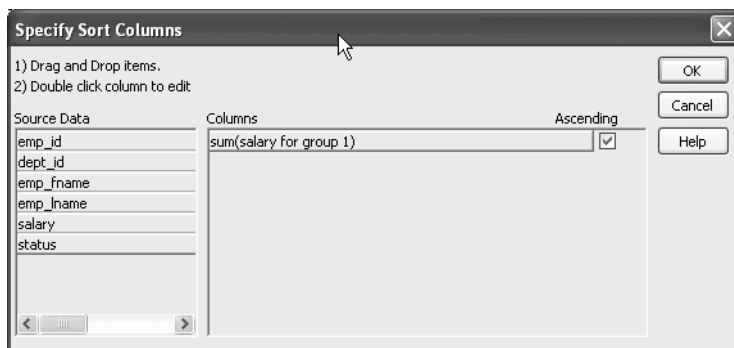 Specify Sort Columns
1) Drag and Drop items.
2) Double click column to edit
OK
Cancel
Help
Source Data
Columns
Ascending
emp_id
sum(salary for group 1)
dept_id
emp_fname
emp_lname
salary
status